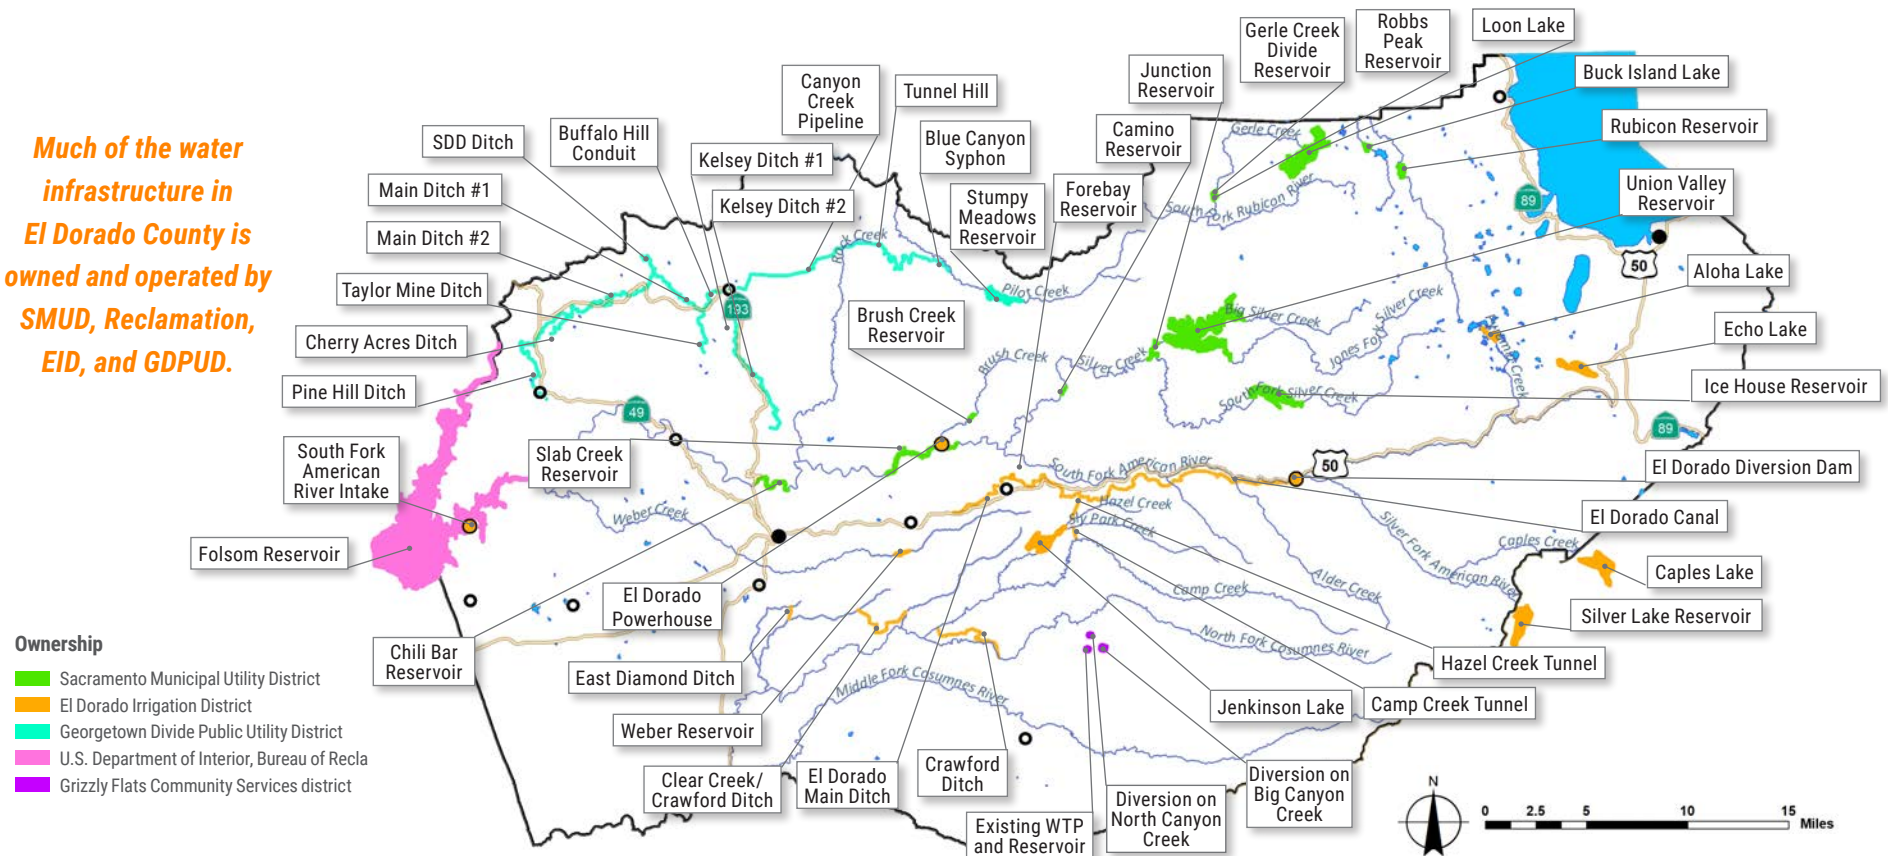 Much of the water
infrastructure in
El Dorado County is
owned and operated by
SMUD, Reclamation,
EID, and GDPUD.
SDD Ditch
Main Ditch #1
Main Ditch #2
Taylor Mine Ditch
Cherry Acres Ditch
Pine Hill Ditch
South Fork
American
River Intake
Folsom Reservoir
Buffalo Hill
Conduit
Canyon
Creek
Pipeline
Kelsey Ditch #1
Kelsey Ditch #2
Tunnel Hill
Blue Canyon
Syphon
Stumpy
Meadows
Reservoir
Forebay
Reservoir
Camino
Reservoir
Junction
Reservoir
Gerle Creek
Divide
Reservoir
Robbs
Peak
Reservoir
Loon Lake
Buck Island Lake
Rubicon Reservoir
Union Valley
Reservoir
Aloha Lake
Echo Lake
Ice House Reservoir
El Dorado Diversion Dam
El Dorado Canal
Caples Lake
Silver Lake Reservoir
Hazel Creek Tunnel
Camp Creek Tunnel
Jenkinson Lake
Brush Creek
Reservoir
Slab Creek
Reservoir
El Dorado
Powerhouse
Chili Bar
Reservoir
East Diamond Ditch
Weber Reservoir
Clear Creek/
Crawford Ditch
El Dorado
Main Ditch
Crawford
Ditch
Existing WTP
and Reservoir
Diversion on
North Canyon
Creek
Diversion on
Big Canyon
Creek
Gerle Creek
South Fork Rubicon River
Rock Creek
Pilot Creek
Big Silver Creek
Jones Fork Silver Creek
Brush Creek
Silver Creek
South Fork Silver Creek
South Fork American River
Hazel Creek
Sly Park Creek
Weber Creek
Silver Fork American River
Caples Creek
Alder Creek
Camp Creek
North Fork Cosumnes River
Middle Fork Cosumnes River
89
50
193
49
89
50
Ownership
Sacramento Municipal Utility District
El Dorado Irrigation District
Georgetown Divide Public Utility District
U.S. Department of Interior, Bureau of Recla
Grizzly Flats Community Services district
N
0 2.5 5 10 15
Miles